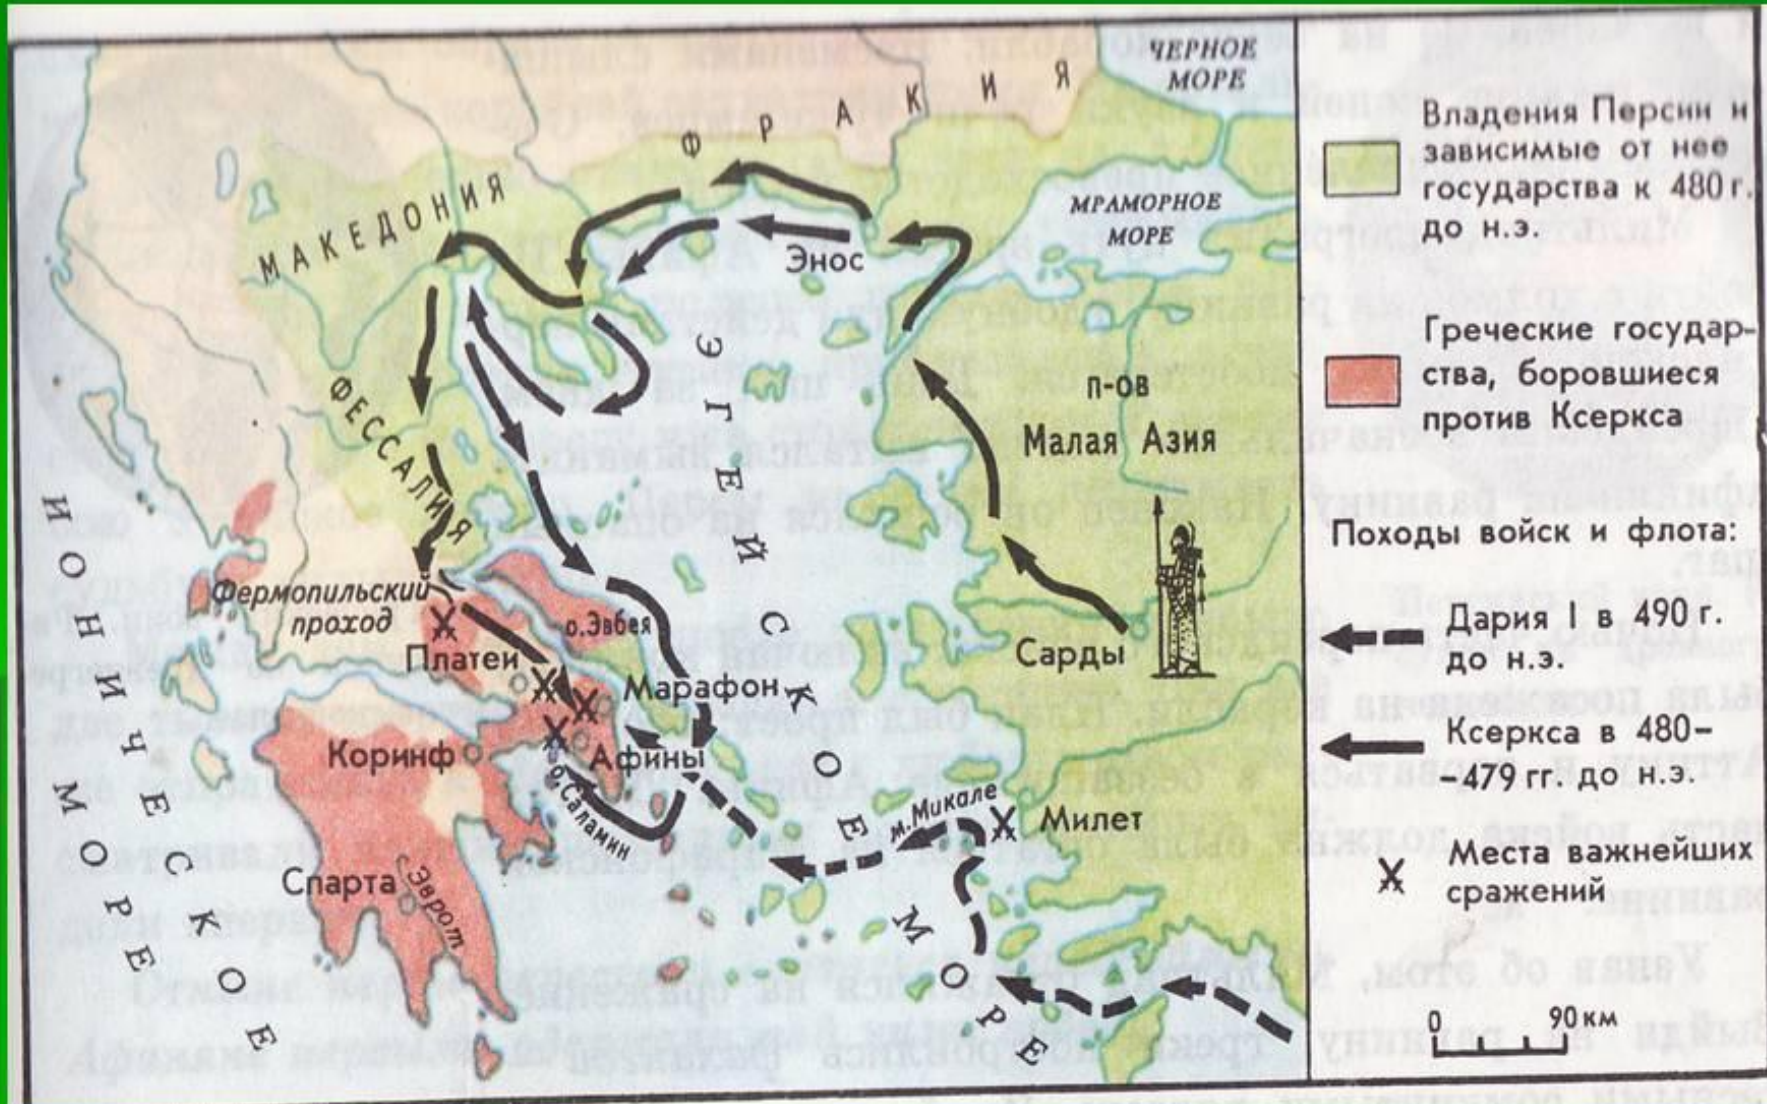 ЧЕРНОЕ
МОРЕ
ФРАКИЯ
МАКЕДОНИЯ
МРАМОРНОЕ
МОРЕ
Энос
ЭГЕЙСКОЕ МОРЕ
ФЕССАЛИЯ
п-ов
Малая Азия
ИОНИЧЕСКОЕ
МОРЕ
Фермопильский
проход
о.Эвбея
Платеи
Сарды
Марафон
Коринф
Афины
о.Саламин
м.Микале
Милет
Спарта
Эврот
Владения Персии и
зависимые от нее
государства к 480 г.
до н.э.
Греческие государ-
ства, боровшиеся
против Ксеркса
Походы войск и флота:
Дария I в 490 г.
до н.э.
Ксеркса в 480-
-479 гг. до н.э.
Места важнейших
сражений
0 90 км